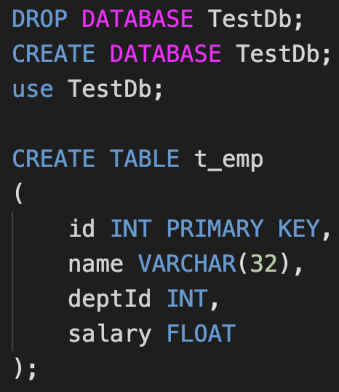 DROP DATABASE TestDb;
CREATE DATABASE TestDb;
use TestDb;

CREATE TABLE t_emp
(
    id INT PRIMARY KEY,
    name VARCHAR(32),
    deptId INT,
    salary FLOAT
);